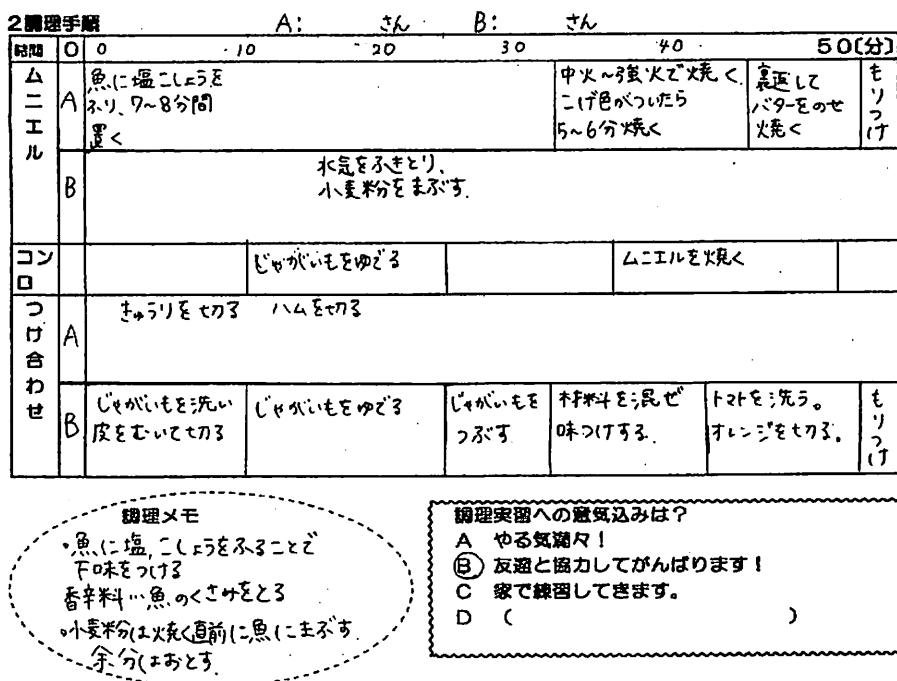 2調理手順 A: さん B: さん
時間 0 0 10 20 30 40 50(分)
ムニエル
A
魚に塩こしょうを
ふり、7〜8分間
置く
中火〜強火で焼く
こげ色がついたら
5〜6分焼く
裏返して
バターをのせ
焼く
もりつけ
B
水気をふきとり、
小麦粉をまぶす.
コンロ
じゃがいもをゆでる
ムニエルを焼く
つけ合わせ
A
きゅうりを切る ハムを切る
B
じゃがいもを洗い
皮をむいて切る
じゃがいもをゆでる
じゃがいもを
つぶす
材料を混ぜ
味つけする.
トマトを洗う。
オレンジを切る。
もりつけ
調理メモ
・魚に塩,こしょうをふることで
下味をつける
香辛料…魚のくさみをとる
・小麦粉は焼く直前に魚にまぶす.
余分はおとす.
調理実習への意気込みは?
A やる気満々!
B 友達と協力してがんばります!
C 家で練習してきます。
D ( )